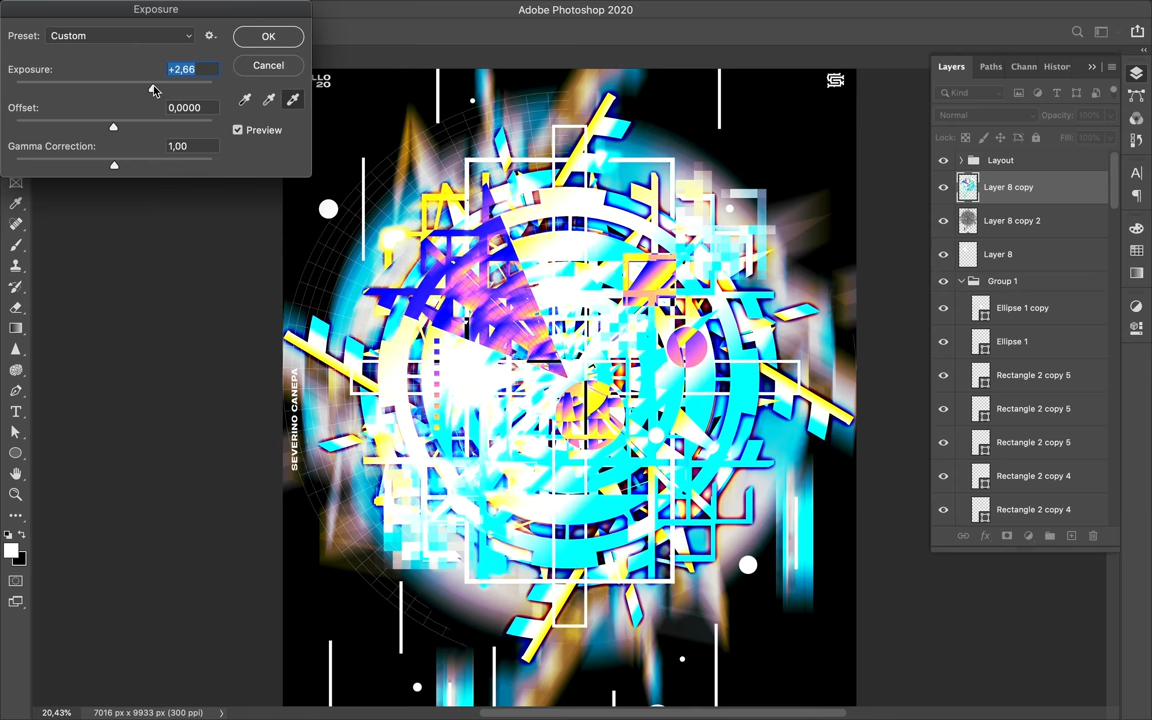 Exposure
Adobe Photoshop 2020
Preset: Custom
OK
Exposure: +2,66
Cancel
Offset: 0,0000
Preview
Gamma Correction: 1,00
LLO
20
SEVERINO CANEPA
Layers Paths Chann Histor
Kind
Normal Opacity: 100%
Lock: Fill: 100%
Layout
Layer 8 copy
Layer 8 copy 2
Layer 8
Group 1
Ellipse 1 copy
Ellipse 1
Rectangle 2 copy 5
Rectangle 2 copy 5
Rectangle 2 copy 5
Rectangle 2 copy 4
Rectangle 2 copy 4
fx
20,43% 7016 px x 9933 px (300 ppi)